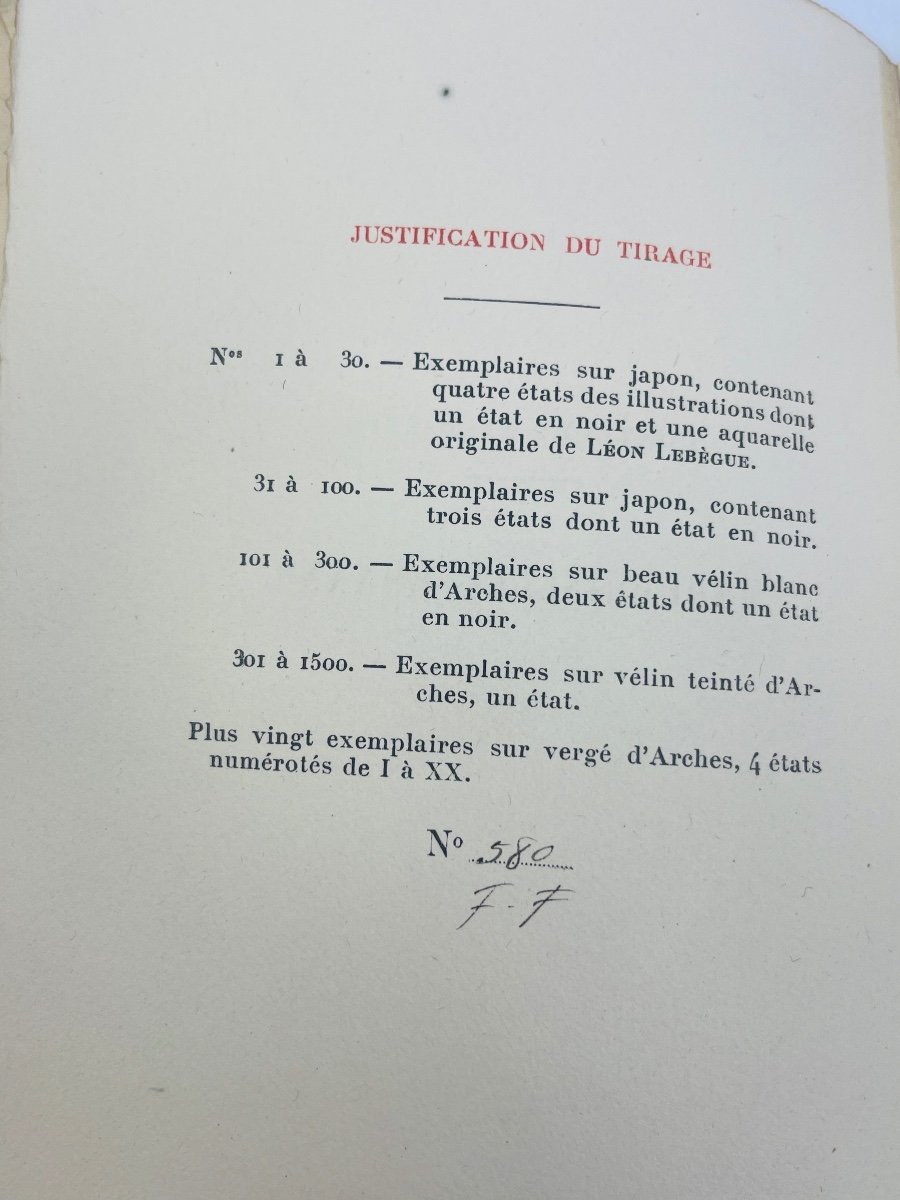 JUSTIFICATION DU TIRAGE
Nos 1 à 30. — Exemplaires sur japon, contenant
quatre états des illustrations dont
un état en noir et une aquarelle
originale de LÉON LEBÈGUE.
31 à 100. — Exemplaires sur japon, contenant
trois états dont un état en noir.
101 à 300. — Exemplaires sur beau vélin blanc
d'Arches, deux états dont un état
en noir.
301 à 1500. — Exemplaires sur vélin teinté d'Ar-
ches, un état.
Plus vingt exemplaires sur vergé d'Arches, 4 états
numérotés de I à XX.
No 580
F - F